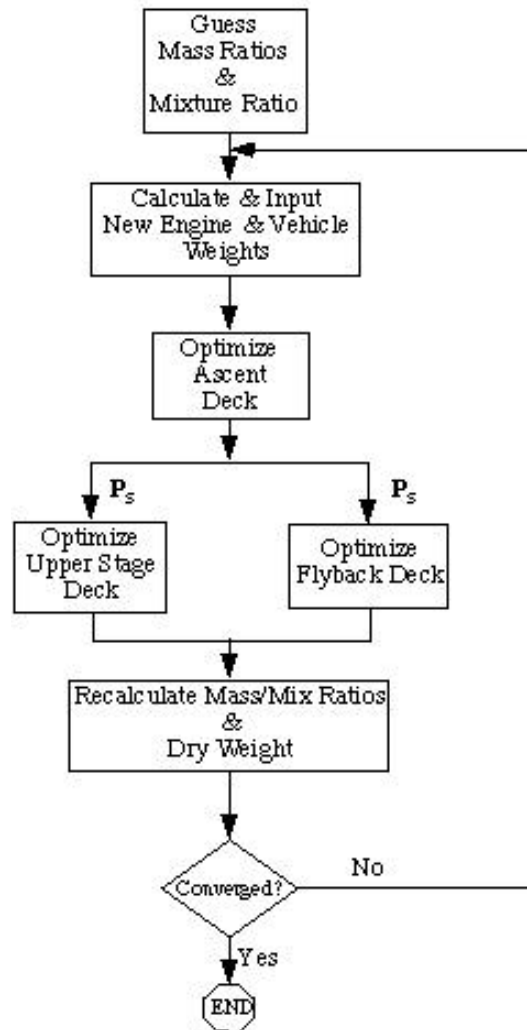 Guess
Mass Ratios
&
Mixture Ratio
Calculate & Input
New Engine & Vehicle
Weights
Optimize
Ascent
Deck
Ps
Ps
Optimize
Upper Stage
Deck
Optimize
Flyback Deck
Recalculate Mass/Mix Ratios
&
Dry Weight
Converged?
No
Yes
END